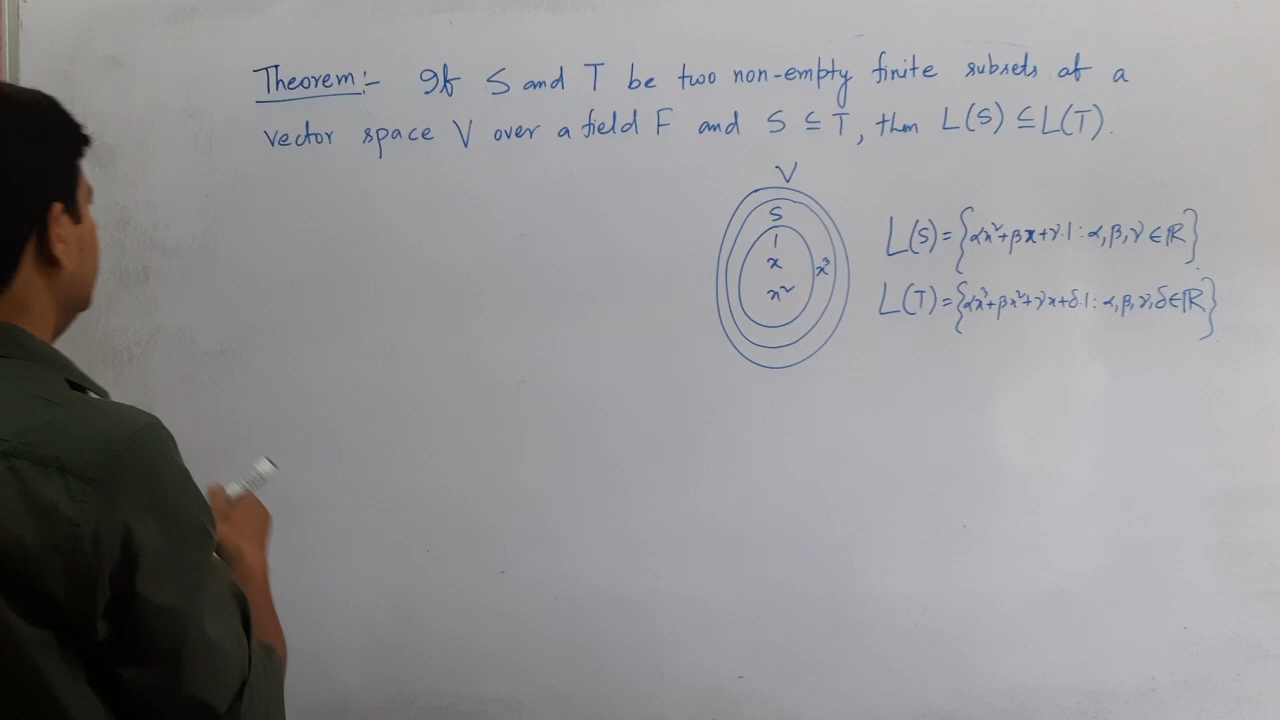 Theorem:- If S and T be two non-empty finite subsets of a
vector space V over a field F and S ⊆ T, then L(S) ⊆ L(T).
V
S
1
x
x²
x³
L(S) = {αx²+βx+γ.1 : α,β,γ ∈ ℝ}
L(T) = {αx³+βx²+γx+δ.1 : α,β,γ,δ ∈ ℝ}